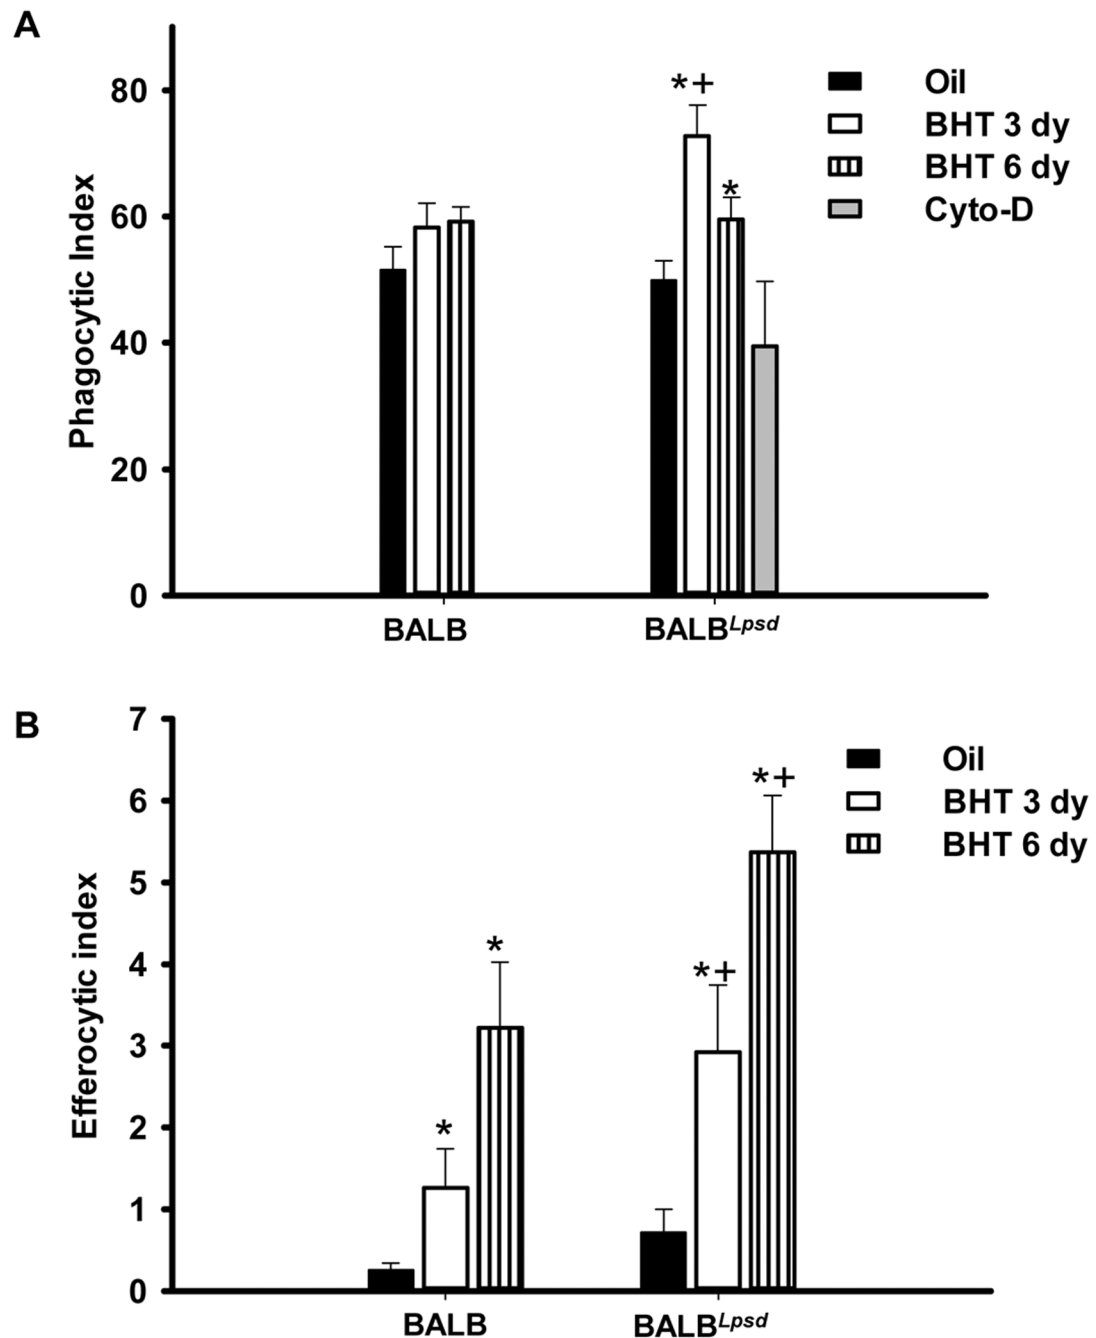 A
Phagocytic Index
80
60
40
20
0
*+
*
Oil
BHT 3 dy
BHT 6 dy
Cyto-D
BALB
BALBLpsd
B
Efferocytic index
7
6
5
4
3
2
1
0
*
*
*+
*+
Oil
BHT 3 dy
BHT 6 dy
BALB
BALBLpsd